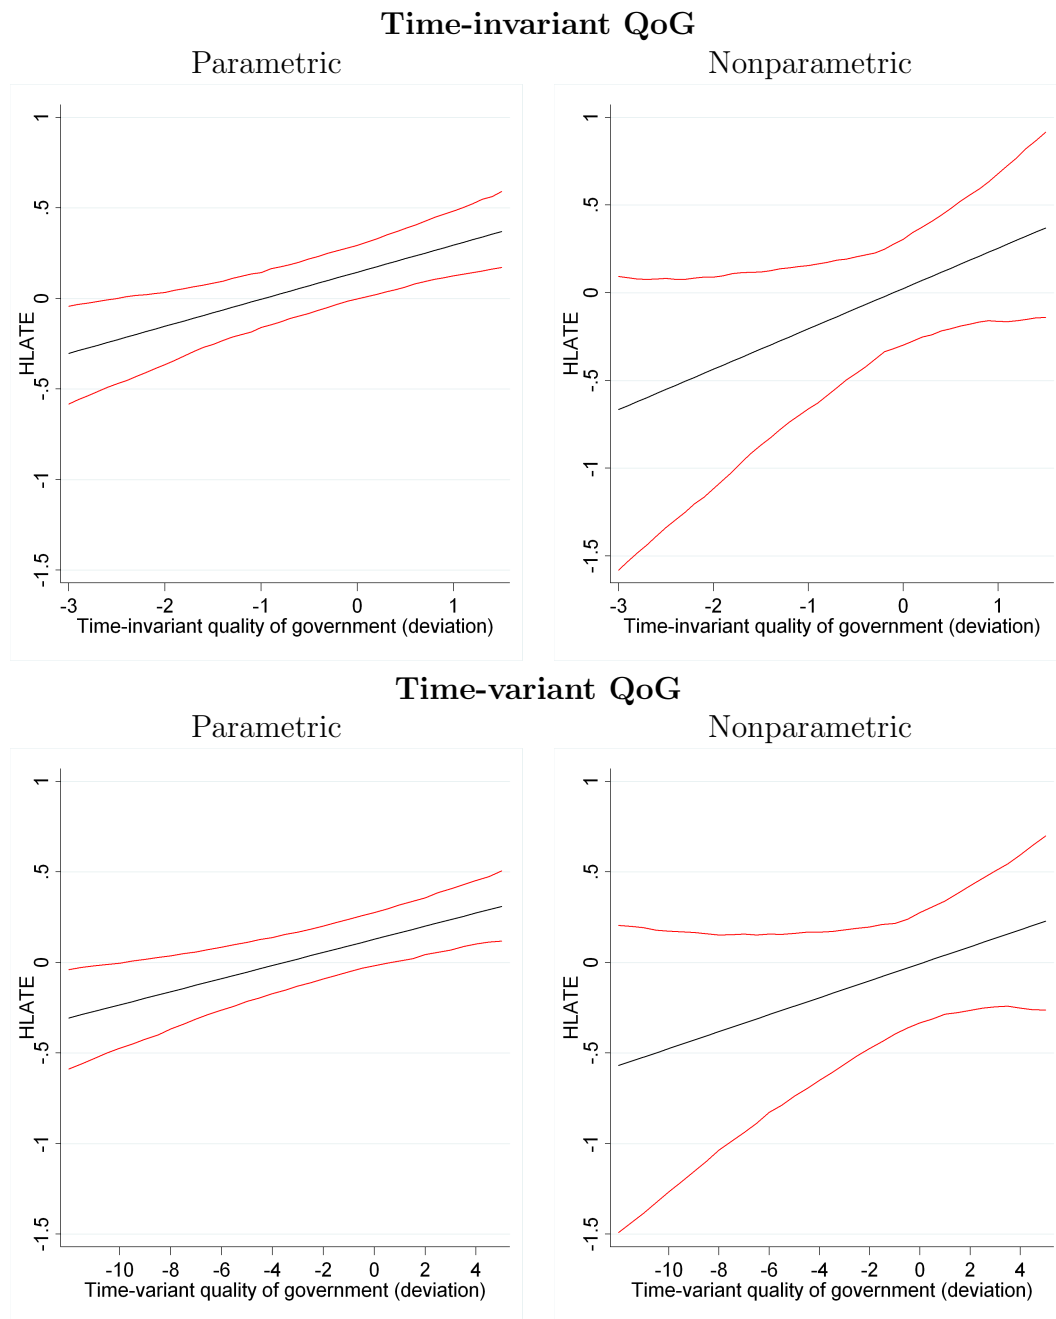 Time-invariant QoG
Parametric
Nonparametric
1
.5
0
-.5
-1
-1.5
HLATE
-3 -2 -1 0 1
Time-invariant quality of government (deviation)
1
.5
0
-.5
-1
-1.5
HLATE
-3 -2 -1 0 1
Time-invariant quality of government (deviation)
Time-variant QoG
Parametric
Nonparametric
1
.5
0
-.5
-1
-1.5
HLATE
-10 -8 -6 -4 -2 0 2 4
Time-variant quality of government (deviation)
1
.5
0
-.5
-1
-1.5
HLATE
-10 -8 -6 -4 -2 0 2 4
Time-variant quality of government (deviation)